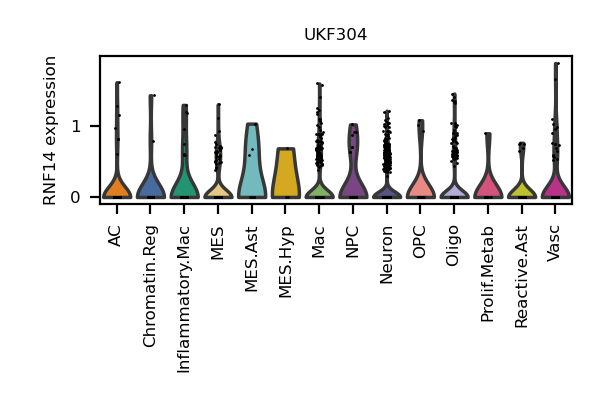 UKF304
RNF14 expression
1
0
AC
Chromatin.Reg
Inflammatory.Mac
MES
MES.Ast
MES.Hyp
Mac
NPC
Neuron
OPC
Oligo
Prolif.Metab
Reactive.Ast
Vasc